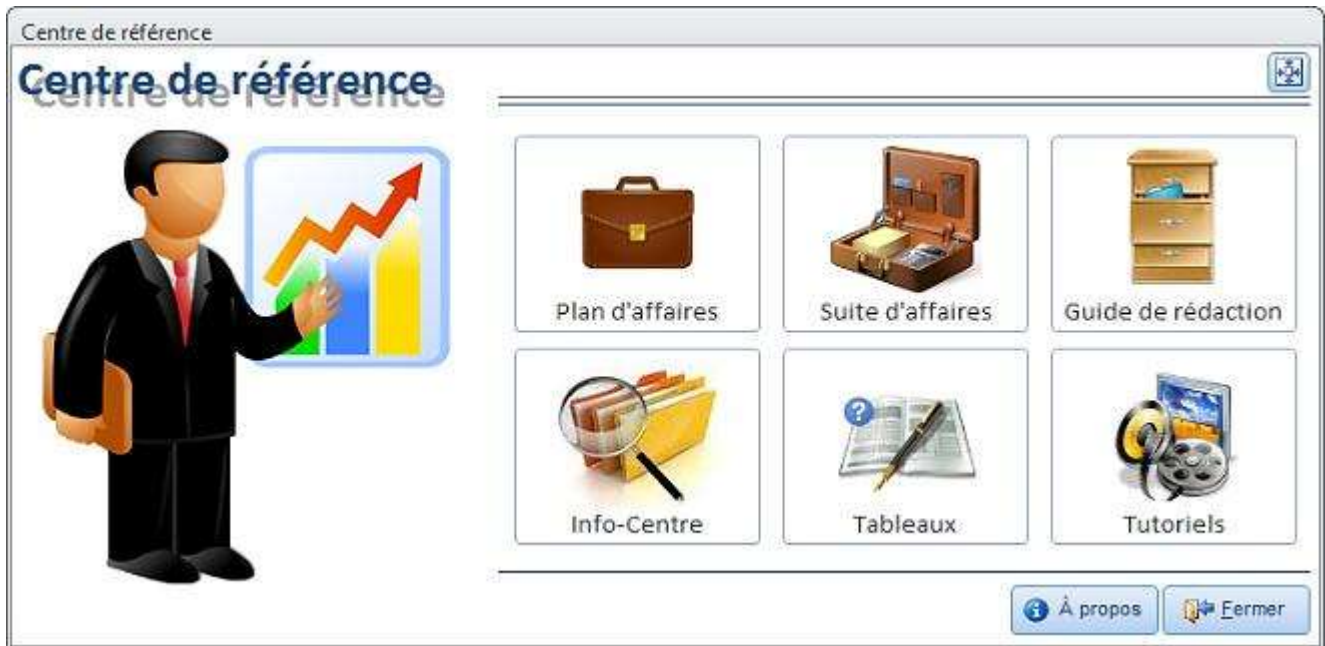 Centre de référence
Centre de référence
Plan d'affaires
Suite d'affaires
Guide de rédaction
Info-Centre
Tableaux
Tutoriels
À propos
Fermer